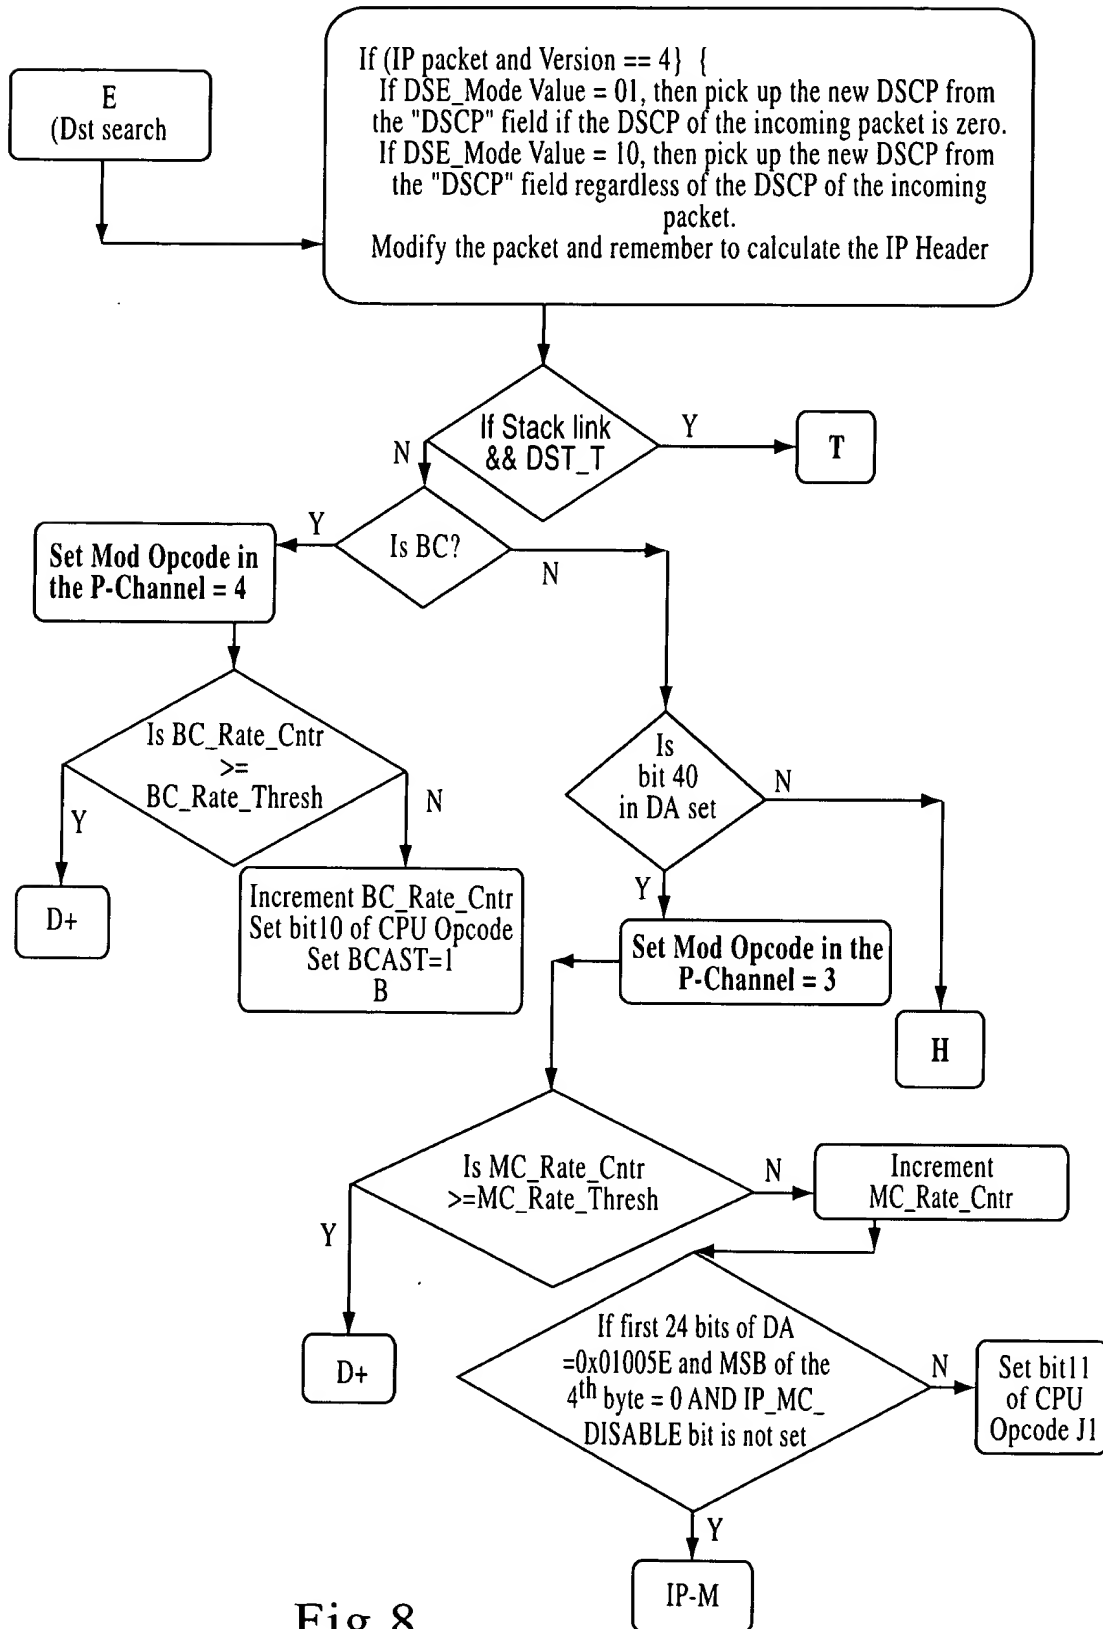 If (IP packet and Version == 4} {
If DSE_Mode Value = 01, then pick up the new DSCP from
the "DSCP" field if the DSCP of the incoming packet is zero.
If DSE_Mode Value = 10, then pick up the new DSCP from
the "DSCP" field regardless of the DSCP of the incoming
packet.
Modify the packet and remember to calculate the IP Header
E
(Dst search
If Stack link
&& DST_T
Y
T
N
Is BC?
Y
Set Mod Opcode in
the P-Channel = 4
N
Is BC_Rate_Cntr
>=
BC_Rate_Thresh
Y
N
D+
Increment BC_Rate_Cntr
Set bit10 of CPU Opcode
Set BCAST=1
B
Is
bit 40
in DA set
N
Y
Set Mod Opcode in the
P-Channel = 3
H
Is MC_Rate_Cntr
>=MC_Rate_Thresh
N
Increment
MC_Rate_Cntr
Y
D+
If first 24 bits of DA
=0x01005E and MSB of the
4th byte = 0 AND IP_MC_
DISABLE bit is not set
N
Set bit11
of CPU
Opcode J1
Y
IP-M
Fig.8